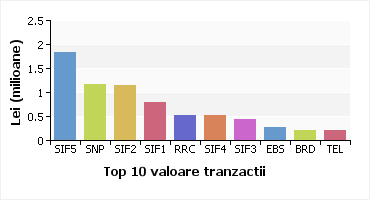 Lei (milioane)
2.5
2
1.5
1
0.5
0
SIF5 SNP SIF2 SIF1 RRC SIF4 SIF3 EBS BRD TEL
Top 10 valoare tranzactii